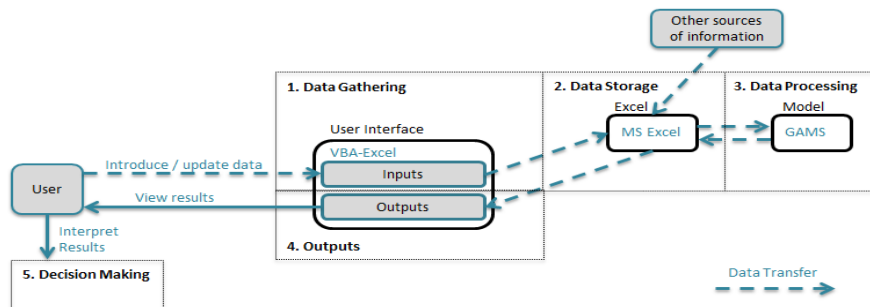 Other sources
of information
1. Data Gathering
2. Data Storage
3. Data Processing
Excel
Model
User Interface
MS Excel
GAMS
VBA-Excel
Introduce / update data
Inputs
User
View results
Outputs
Interpret
Results
4. Outputs
5. Decision Making
Data Transfer